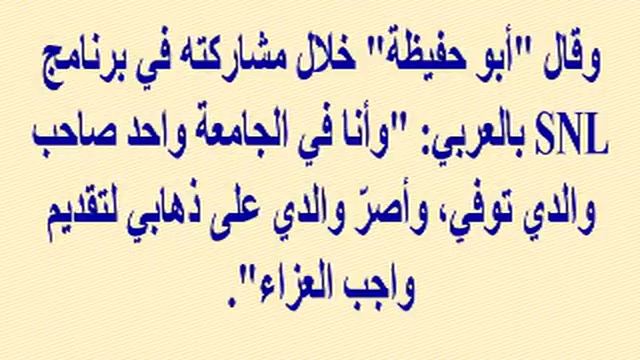 وقال "أبو حفيظة" خلال مشاركته في برنامج
SNL بالعربي: "وأنا في الجامعة واحد صاحب
والدي توفي، وأصرّ والدي على ذهابي لتقديم
واجب العزاء".